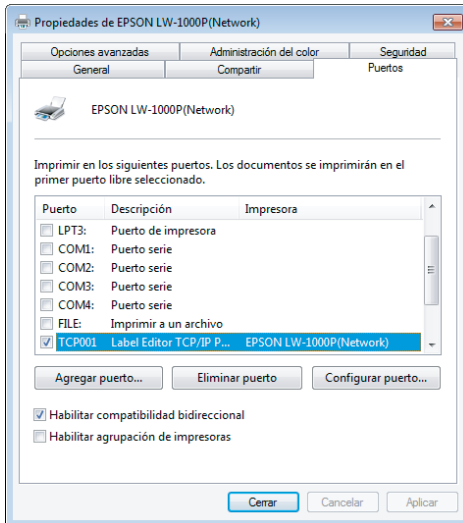 Propiedades de EPSON LW-1000P(Network)
Opciones avanzadas Administración del color Seguridad
General Compartir Puertos
EPSON LW-1000P(Network)
Imprimir en los siguientes puertos. Los documentos se imprimirán en el
primer puerto libre seleccionado.
Puerto Descripción Impresora
LPT3: Puerto de impresora
COM1: Puerto serie
COM2: Puerto serie
COM3: Puerto serie
COM4: Puerto serie
FILE: Imprimir a un archivo
TCP001 Label Editor TCP/IP P... EPSON LW-1000P(Network)
Agregar puerto... Eliminar puerto Configurar puerto...
Habilitar compatibilidad bidireccional
Habilitar agrupación de impresoras
Cerrar Cancelar Aplicar